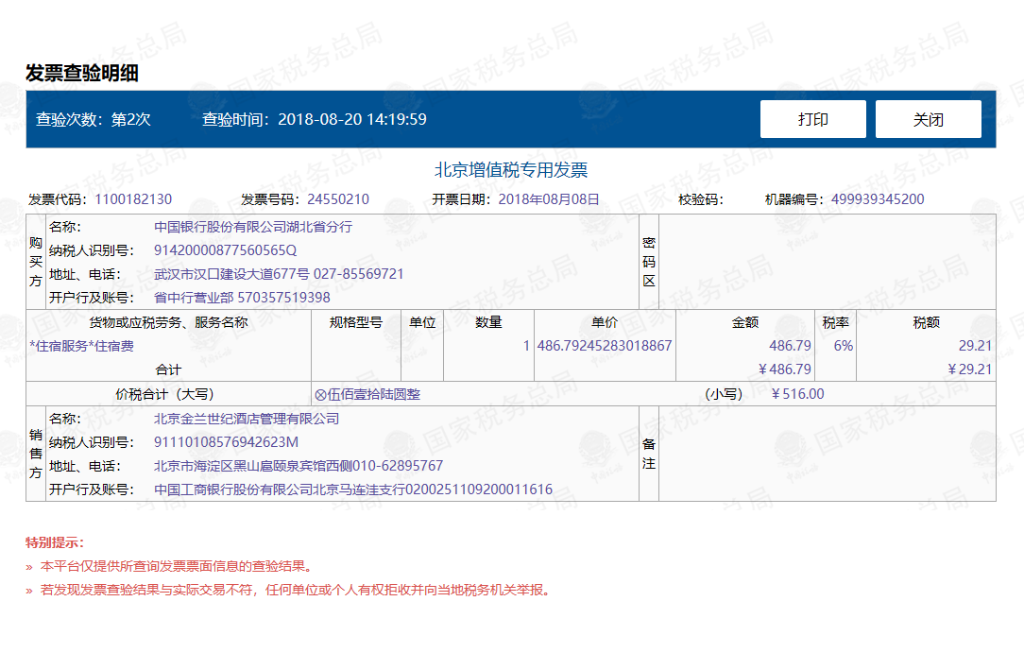 发票查验明细
查验次数：第2次 查验时间：2018-08-20 14:19:59 打印 关闭
北京增值税专用发票
发票代码：1100182130 发票号码：24550210 开票日期：2018年08月08日 校验码： 机器编号：499939345200
购买方
名称： 中国银行股份有限公司湖北省分行
纳税人识别号： 91420000877560565Q
地址、电话： 武汉市汉口建设大道677号 027-85569721
开户行及账号： 省中行营业部 570357519398
密码区
货物或应税劳务、服务名称 规格型号 单位 数量 单价 金额 税率 税额
*住宿服务*住宿费 1 486.79245283018867 486.79 6% 29.21
合计 ￥486.79 ￥29.21
价税合计（大写） ⊗伍佰壹拾陆圆整 （小写） ￥516.00
销售方
名称： 北京金兰世纪酒店管理有限公司
纳税人识别号： 91110108576942623M
地址、电话： 北京市海淀区黑山扈颐泉宾馆西侧010-62895767
开户行及账号： 中国工商银行股份有限公司北京马连洼支行0200251109200011616
备注
特别提示：
» 本平台仅提供所查询发票票面信息的查验结果。
» 若发现发票查验结果与实际交易不符，任何单位或个人有权拒收并向当地税务机关举报。
国家税务总局